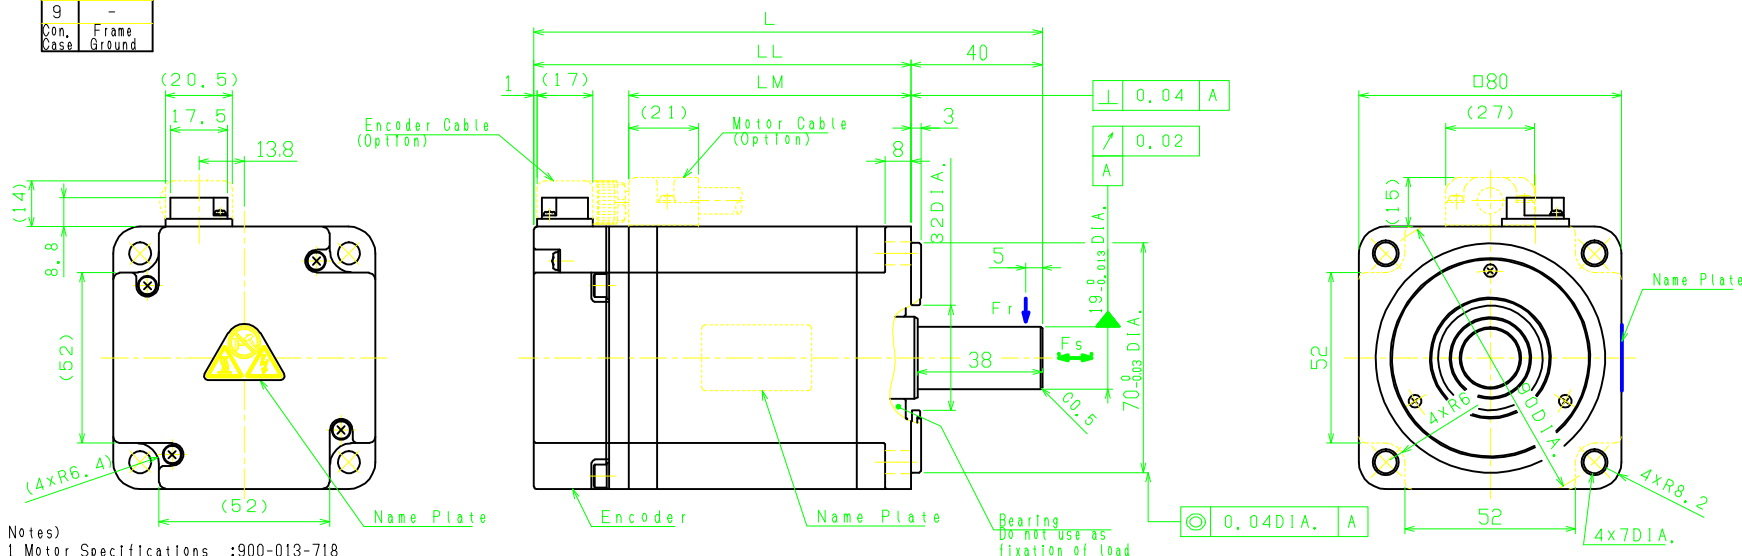 9 -
Con. Frame
Case Ground
(20.5)
17.5
13.8
(14)
8.8
(52)
(4xR6.4)
(52)
Name Plate
L
LL
40
1
(17)
LM
(21)
3
8
Encoder Cable
(Option)
Motor Cable
(Option)
⊥ 0.04 A
↗ 0.02
A
32DIA.
5
Fr
Fs
38
19 0 -0.013 DIA.
70 0 -0.03 DIA.
C0.5
Encoder
Name Plate
Bearing
Do not use as
fixation of load
◎ 0.04DIA. A
□80
(27)
(15)
52
Name Plate
4xR6
90DIA.
52
4xR8.2
4x7DIA.
Notes)
1 Motor Specifications :900-013-718